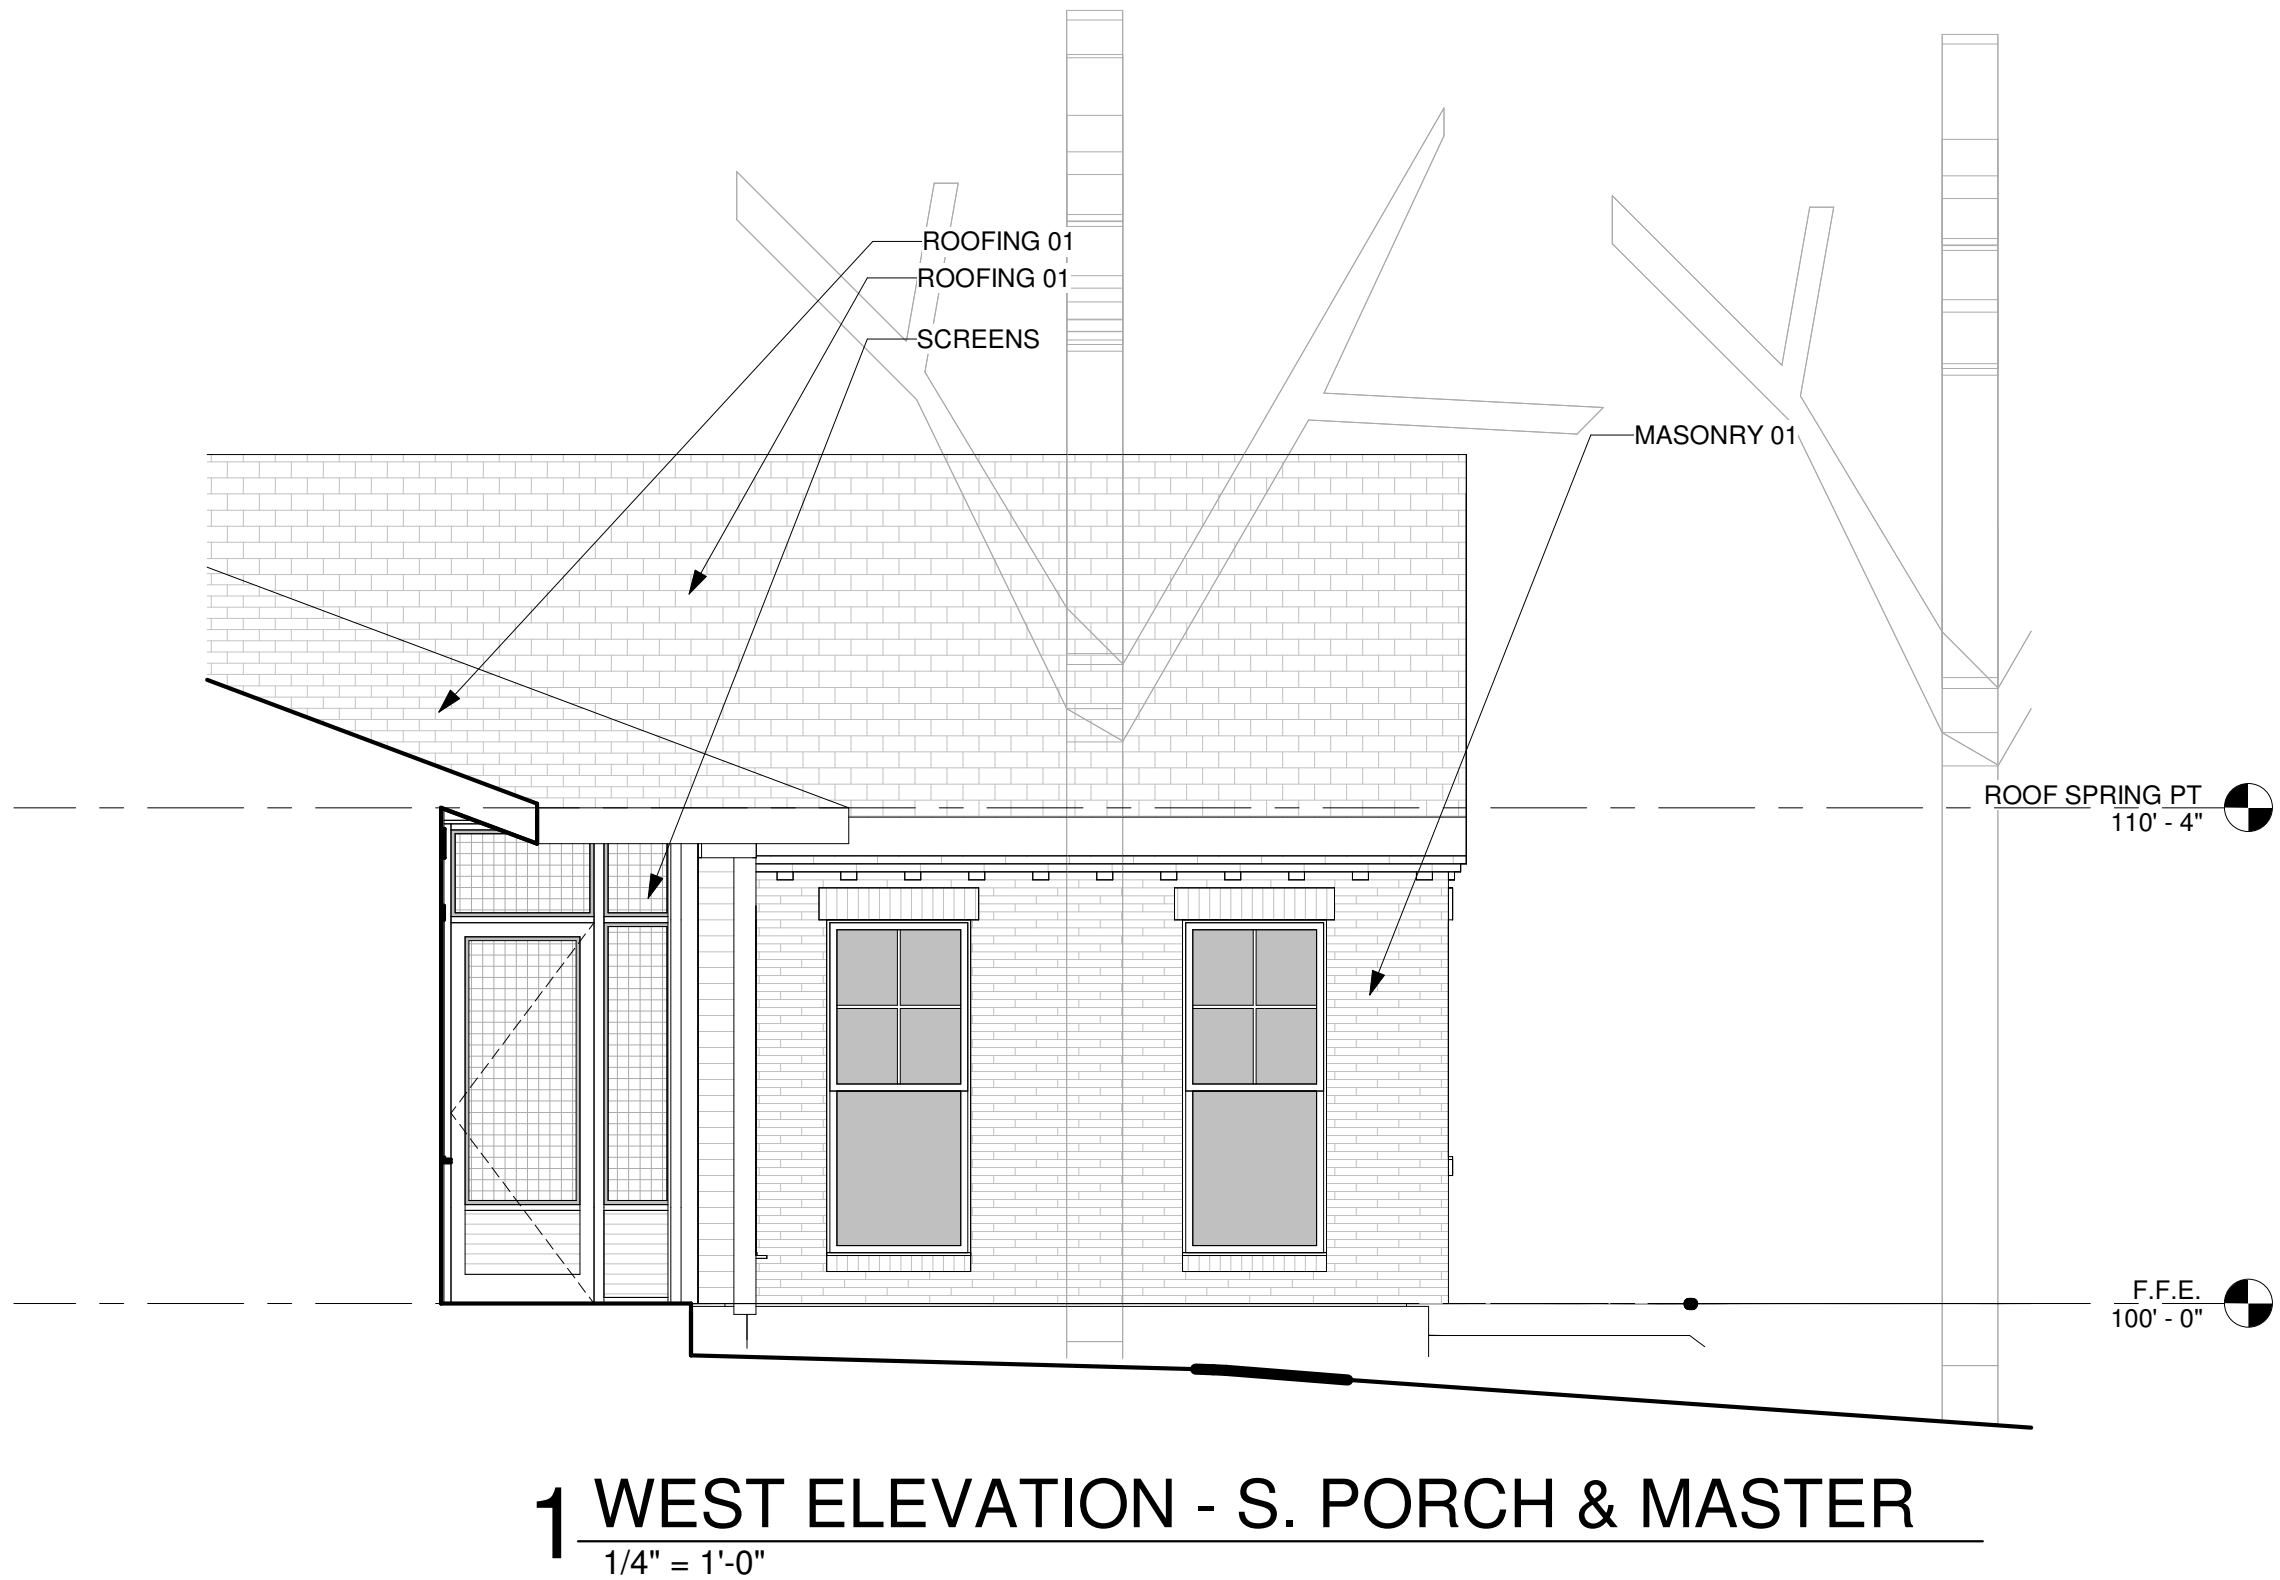 ROOFING 01
ROOFING 01
SCREENS
MASONRY 01
ROOF SPRING PT
110' - 4"
F.F.E.
100' - 0"
1 WEST ELEVATION - S. PORCH & MASTER
1/4" = 1'-0"